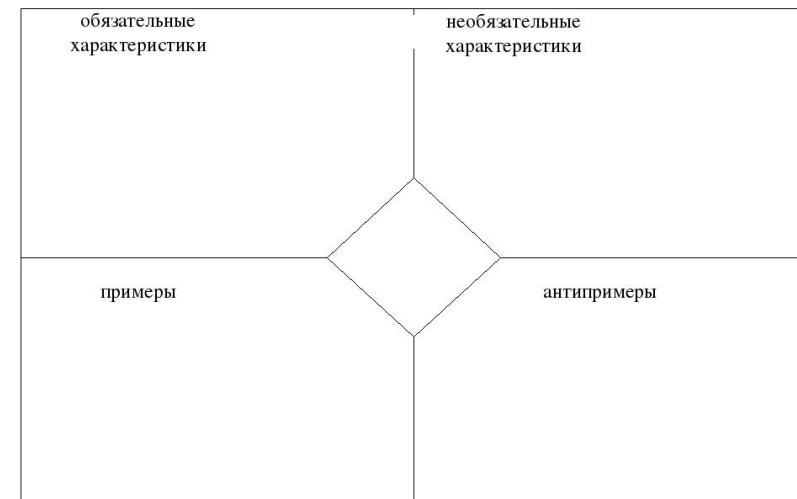 обязательные
характеристики
необязательные
характеристики
примеры
антипримеры